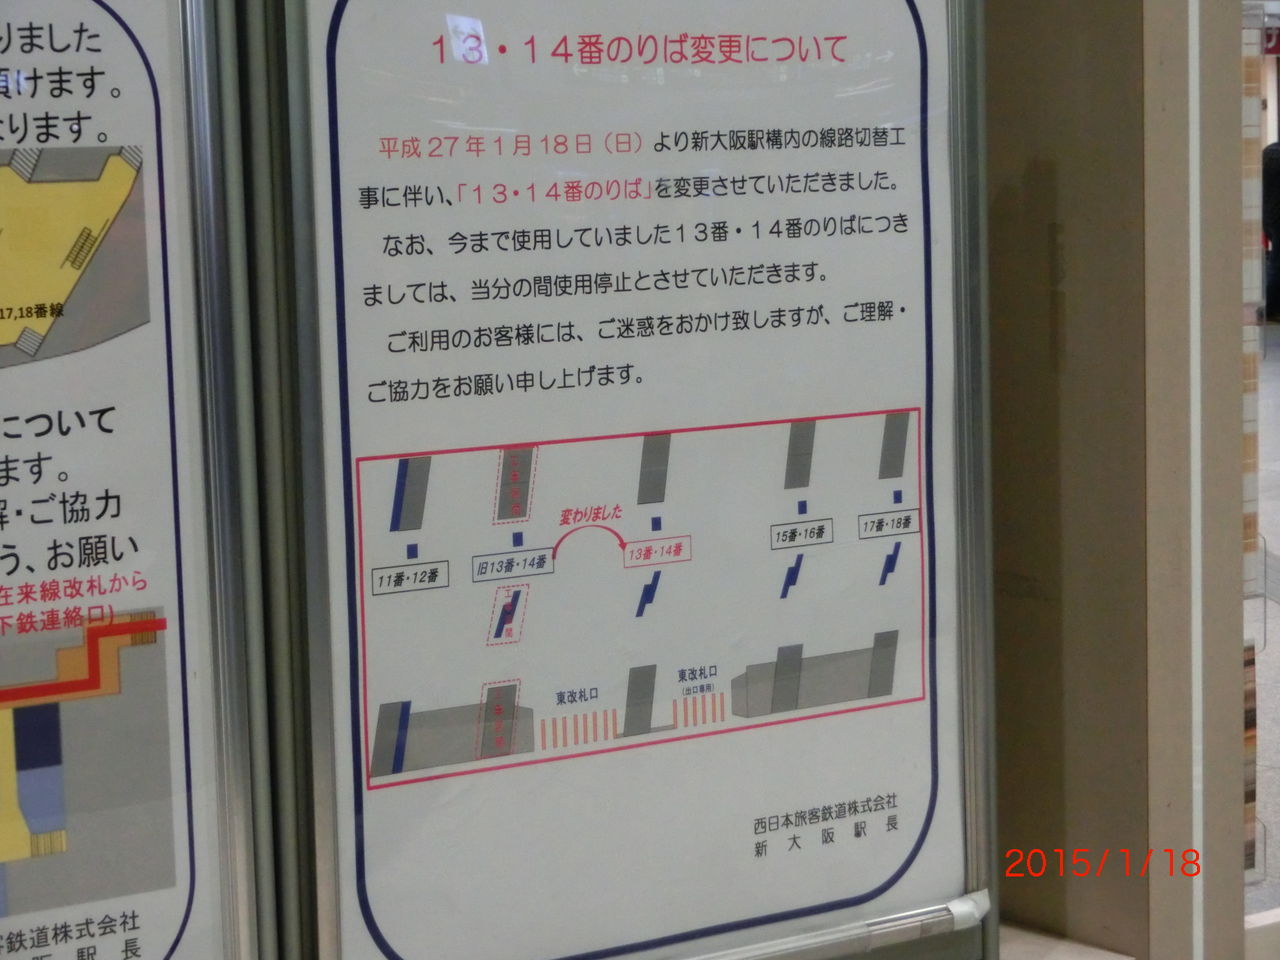 りました
頂けます。
なります。
17,18番線
について
ます。
解・ご協力
う、お願い
在来線改札から
下鉄連絡口)
客鉄道株式会社
阪 駅 長
13・14番のりば変更について
平成27年1月18日(日)より新大阪駅構内の線路切替工
事に伴い、「13・14番のりば」を変更させていただきました。
なお、今まで使用していました13番・14番のりばにつき
ましては、当分の間使用停止とさせていただきます。
ご利用のお客様には、ご迷惑をおかけ致しますが、ご理解・
ご協力をお願い申し上げます。
変わりました
11番・12番
旧13番・14番
13番・14番
15番・16番
17番・18番
東改札口
東改札口
(出口専用)
西日本旅客鉄道株式会社
新 大 阪 駅 長
2015/1/18